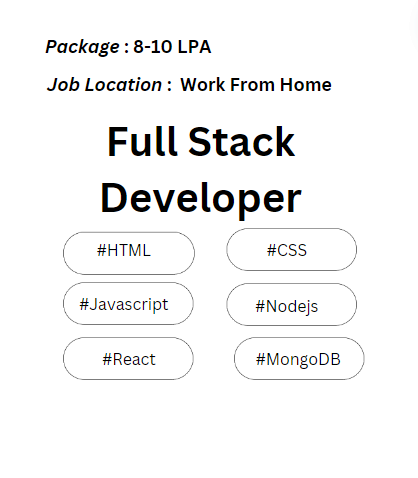 Package : 8-10 LPA
Job Location : Work From Home
Full Stack
Developer
#HTML #CSS
#Javascript #Nodejs
#React #MongoDB